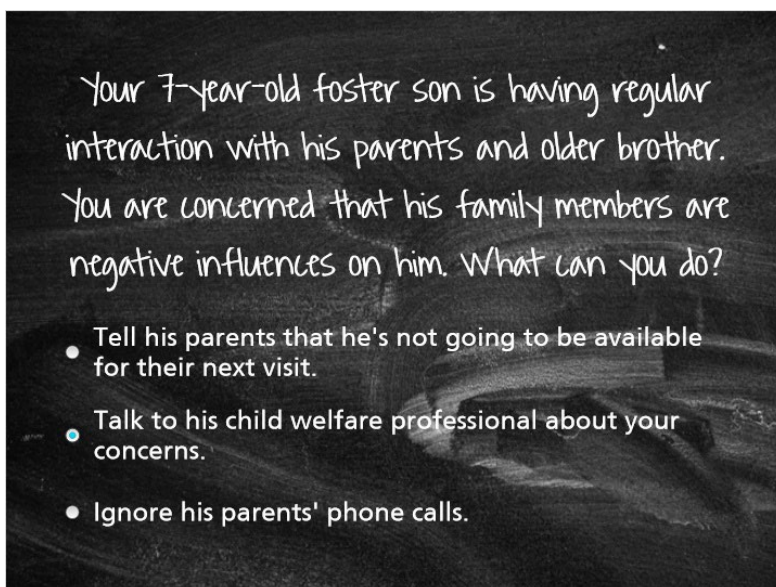 Your 7-year-old foster son is having regular
interaction with his parents and older brother.
You are concerned that his family members are
negative influences on him. What can you do?
Tell his parents that he's not going to be available
for their next visit.
Talk to his child welfare professional about your
concerns.
Ignore his parents' phone calls.